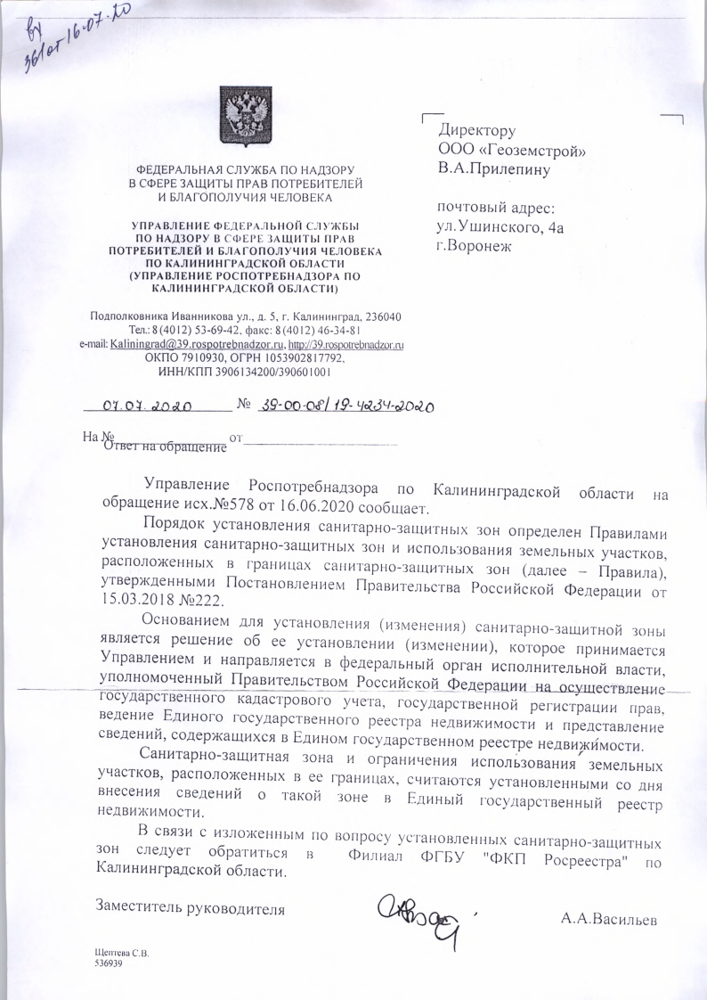 вх
361 от 16.07.20
ФЕДЕРАЛЬНАЯ СЛУЖБА ПО НАДЗОРУ
В СФЕРЕ ЗАЩИТЫ ПРАВ ПОТРЕБИТЕЛЕЙ
И БЛАГОПОЛУЧИЯ ЧЕЛОВЕКА
УПРАВЛЕНИЕ ФЕДЕРАЛЬНОЙ СЛУЖБЫ
ПО НАДЗОРУ В СФЕРЕ ЗАЩИТЫ ПРАВ
ПОТРЕБИТЕЛЕЙ И БЛАГОПОЛУЧИЯ ЧЕЛОВЕКА
ПО КАЛИНИНГРАДСКОЙ ОБЛАСТИ
(УПРАВЛЕНИЕ РОСПОТРЕБНАДЗОРА ПО
КАЛИНИНГРАДСКОЙ ОБЛАСТИ)
Подполковника Иванникова ул., д. 5, г. Калининград, 236040
Тел.: 8(4012) 53-69-42, факс: 8(4012) 46-34-81
e-mail: Kaliningrad@39.rospotrebnadzor.ru, http://39.rospotrebnadzor.ru
ОКПО 7910930, ОГРН 1053902817792,
ИНН/КПП 3906134200/390601001
07.07.2020 № 39-00-08/19-4234-2020
На № от
Ответ на обращение
Директору
ООО «Геоземстрой»
В.А.Прилепину
почтовый адрес:
ул.Ушинского, 4а
г.Воронеж
Управление Роспотребнадзора по Калининградской области на
обращение исх.№578 от 16.06.2020 сообщает.
Порядок установления санитарно-защитных зон определен Правилами
установления санитарно-защитных зон и использования земельных участков,
расположенных в границах санитарно-защитных зон (далее – Правила),
утвержденными Постановлением Правительства Российской Федерации от
15.03.2018 №222.
Основанием для установления (изменения) санитарно-защитной зоны
является решение об ее установлении (изменении), которое принимается
Управлением и направляется в федеральный орган исполнительной власти,
уполномоченный Правительством Российской Федерации на осуществление
государственного кадастрового учета, государственной регистрации прав,
ведение Единого государственного реестра недвижимости и представление
сведений, содержащихся в Едином государственном реестре недвижимости.
Санитарно-защитная зона и ограничения использования земельных
участков, расположенных в ее границах, считаются установленными со дня
внесения сведений о такой зоне в Единый государственный реестр
недвижимости.
В связи с изложенным по вопросу установленных санитарно-защитных
зон следует обратиться в Филиал ФГБУ "ФКП Росреестра" по
Калининградской области.
Заместитель руководителя
А.А.Васильев
Щептева С.В.
536939